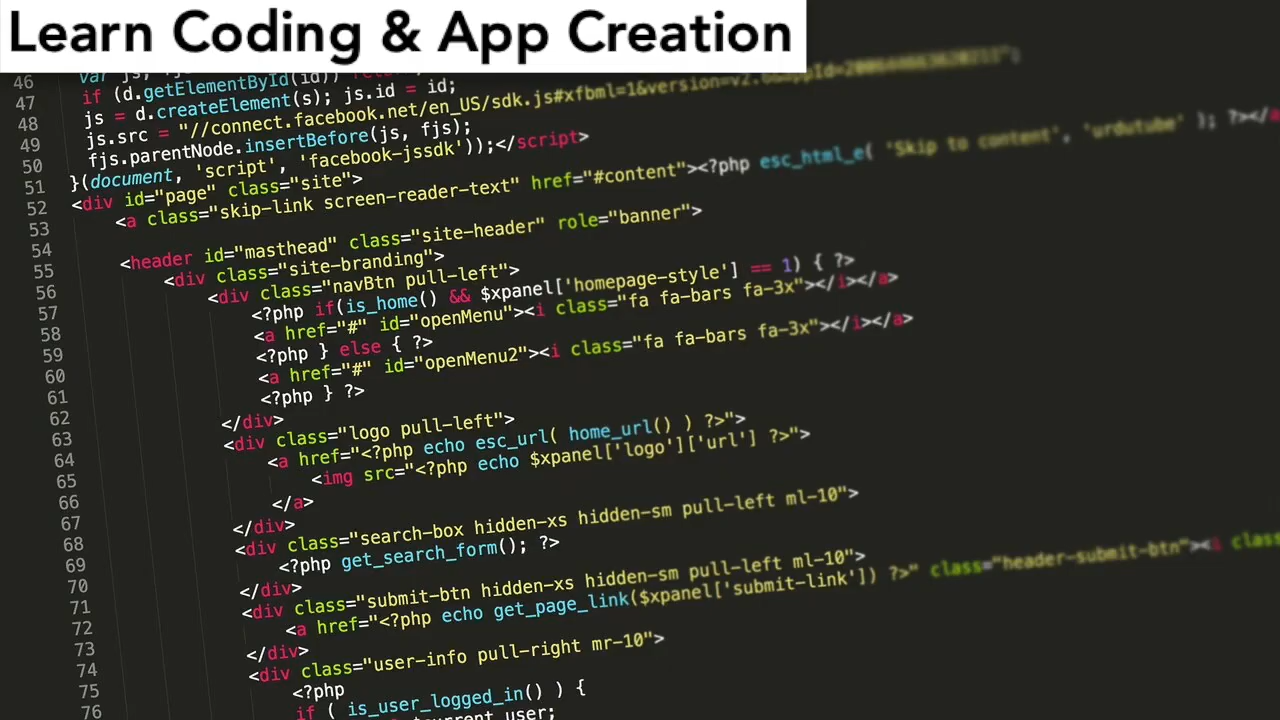 Learn Coding & App Creation
46 var js,
47 if (d.getElementById(id))
48 js = d.createElement(s); js.id = id;
49 js.src = "//connect.facebook.net/en_US/sdk.js#xfbml=1&version=v2.
50 fjs.parentNode.insertBefore(js, fjs);
51 }(document, 'script', 'facebook-jssdk'));</script>
52 <div id="page" class="site">
53 <a class="skip-link screen-reader-text" href="#content"><?php esc_html_e( 'Skip to content', 'urdutube' ); ?></a
54
55 <header id="masthead" class="site-header" role="banner">
56 <div class="site-branding">
57 <div class="navBtn pull-left">
58 <?php if(is_home() && $xpanel['homepage-style'] == 1) { ?>
59 <a href="#" id="openMenu"><i class="fa fa-bars fa-3x"></i></a>
60 <?php } else { ?>
61 <a href="#" id="openMenu2"><i class="fa fa-bars fa-3x"></i></a>
62 <?php } ?>
63 </div>
64 <div class="logo pull-left">
65 <a href="<?php echo esc_url( home_url() ) ?>">
66 <img src="<?php echo $xpanel['logo']['url'] ?>">
67 </a>
68 </div>
69 <div class="search-box hidden-xs hidden-sm pull-left ml-10">
70 <?php get_search_form(); ?>
71 </div>
72 <div class="submit-btn hidden-xs hidden-sm pull-left ml-10">
73 <a href="<?php echo get_page_link($xpanel['submit-link']) ?>" class="header-submit-btn"><i clas
74 </div>
75 <div class="user-info pull-right mr-10">
76 <?php
if ( is_user_logged_in() ) {
current_user;